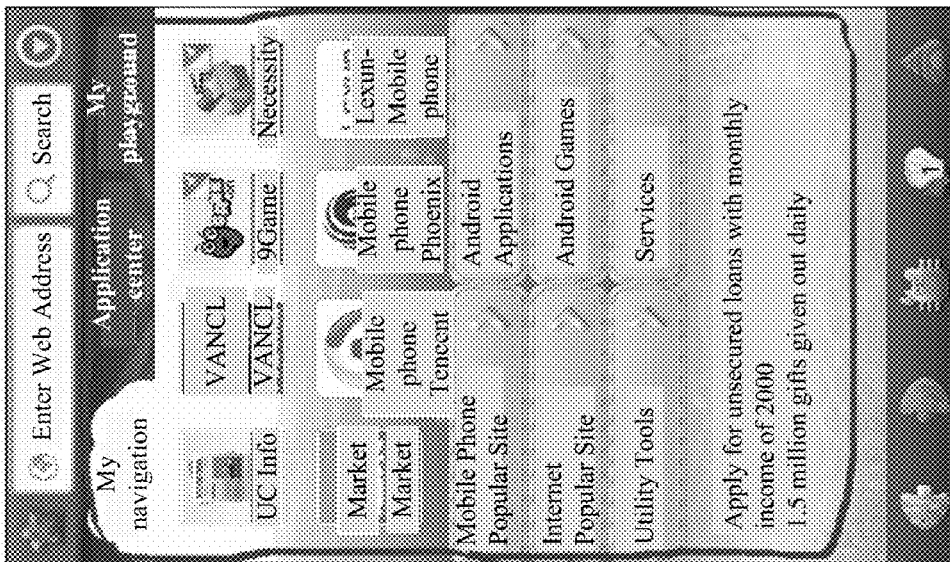 Enter Web Address
Search
My
navigation
Application
center
My
playground
UC Info
VANCL
VANCL
9Game
Necessity
Market
Market
Mobile
phone
Tencent
Mobile
phone
Phoenix
Lexun-
Mobile
phone
Mobile Phone
Popular Site
Android
Applications
Internet
Popular Site
Android Games
Utility Tools
Services
Apply for unsecured loans with monthly
income of 2000
1.5 million gifts given out daily
1